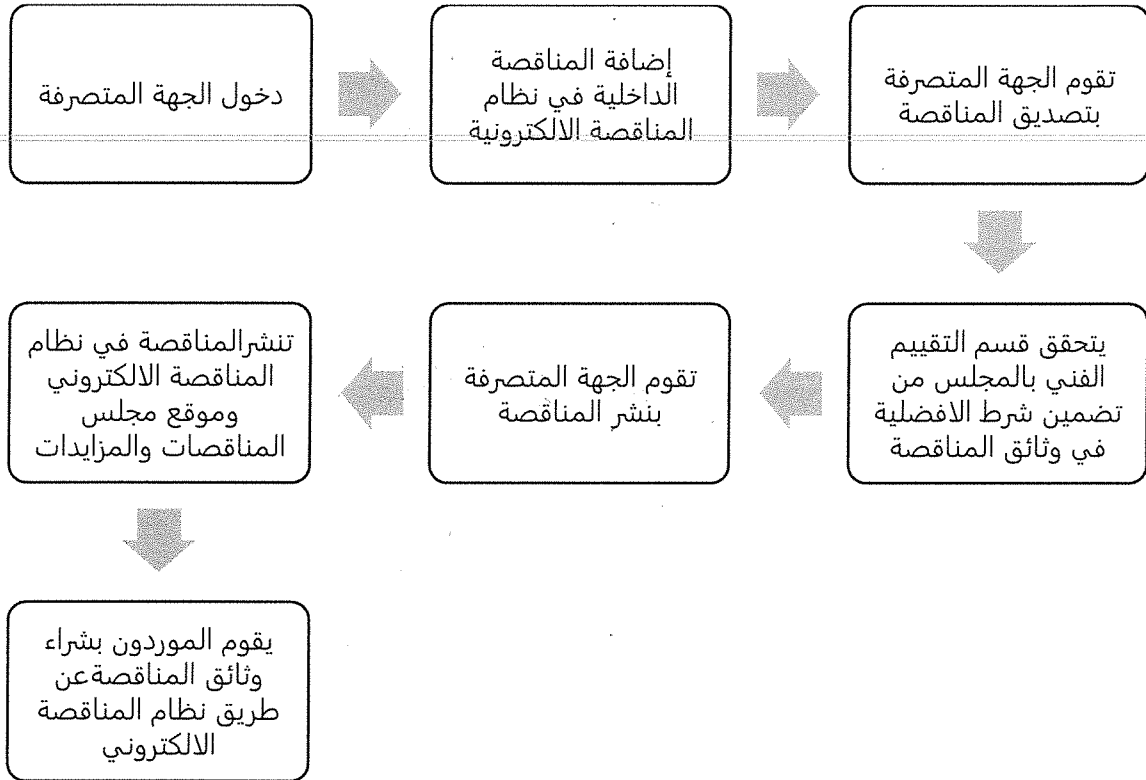 دخول الجهة المتصرفة
إضافة المناقصة
الداخلية في نظام
المناقصة الالكترونية
تقوم الجهة المتصرفة
بتصديق المناقصة
يتحقق قسم التقييم
الفني بالمجلس من
تضمين شرط الافضلية
في وثائق المناقصة
تقوم الجهة المتصرفة
بنشر المناقصة
تنشرالمناقصة في نظام
المناقصة الالكتروني
وموقع مجلس
المناقصات والمزايدات
يقوم الموردون بشراء
وثائق المناقصةعن
طريق نظام المناقصة
الالكتروني